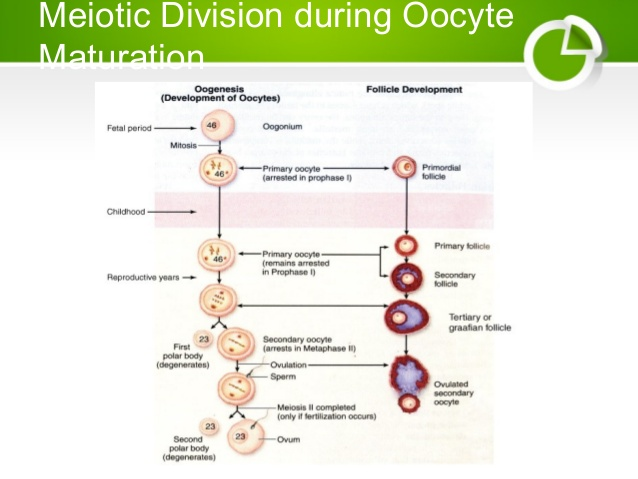 Meiotic Division during Oocyte
Maturation
Oogenesis
(Development of Oocytes)
Follicle Development
Fetal period
46
Oogonium
Mitosis
46
Primary oocyte
(arrested in prophase I)
Primordial
follicle
Childhood
46
Primary oocyte
(remains arrested
in Prophase I)
Primary follicle
Secondary
follicle
Reproductive years
Tertiary or
graafian follicle
23
First
polar body
(degenerates)
Secondary oocyte
(arrests in Metaphase II)
Ovulation
Sperm
Ovulated
secondary
oocyte
Meiosis II completed
(only if fertilization occurs)
23
Second
polar body
(degenerates)
23
Ovum